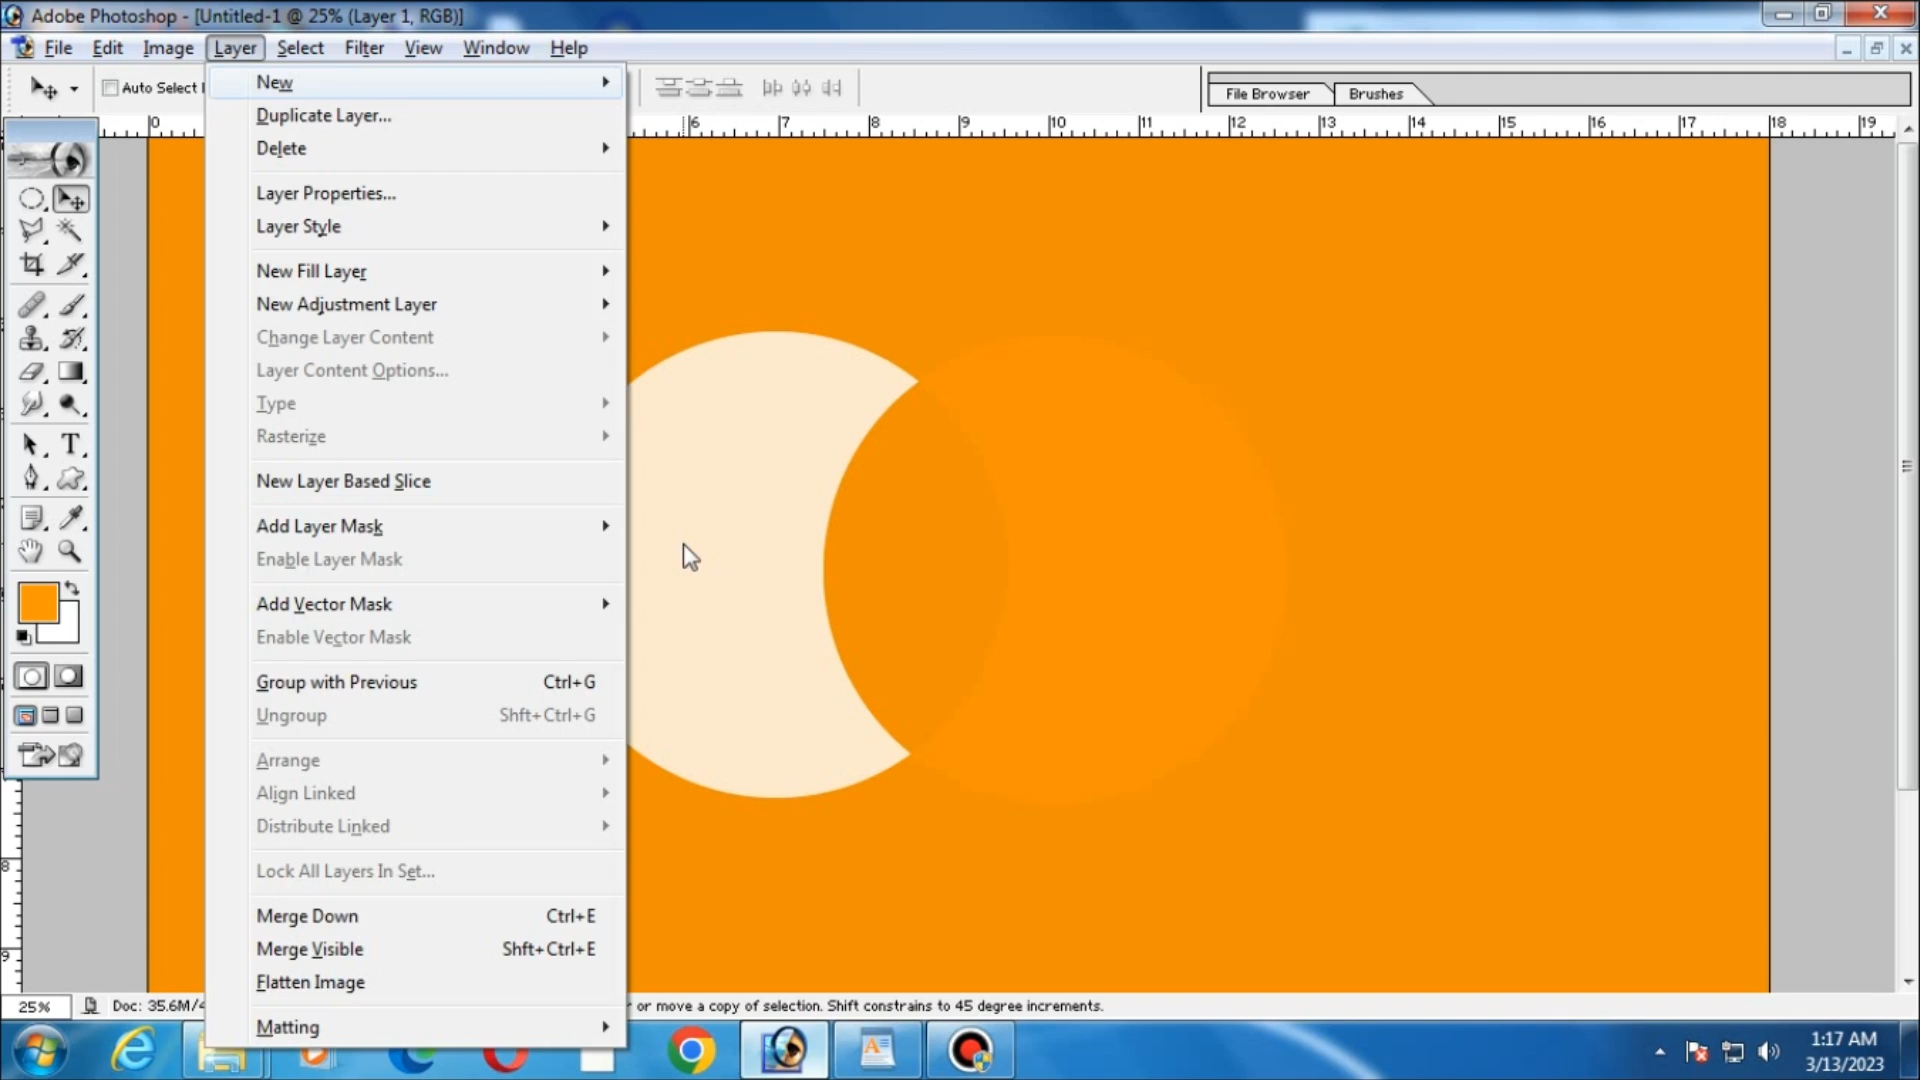 Adobe Photoshop - [Untitled-1 @ 25% (Layer 1, RGB)]
File Edit Image Layer Select Filter View Window Help
Auto Select
File Browser Brushes
0 6 7 8 9 10 11 12 13 14 15 16 17 18 19
New
Duplicate Layer...
Delete
Layer Properties...
Layer Style
New Fill Layer
New Adjustment Layer
Change Layer Content
Layer Content Options...
Type
Rasterize
New Layer Based Slice
Add Layer Mask
Enable Layer Mask
Add Vector Mask
Enable Vector Mask
Group with Previous Ctrl+G
Ungroup Shft+Ctrl+G
Arrange
Align Linked
Distribute Linked
Lock All Layers In Set...
Merge Down Ctrl+E
Merge Visible Shft+Ctrl+E
Flatten Image
Matting
T
8
9
25% Doc: 35.6M/ or move a copy of selection. Shift constrains to 45 degree increments.
1:17 AM
3/13/2023